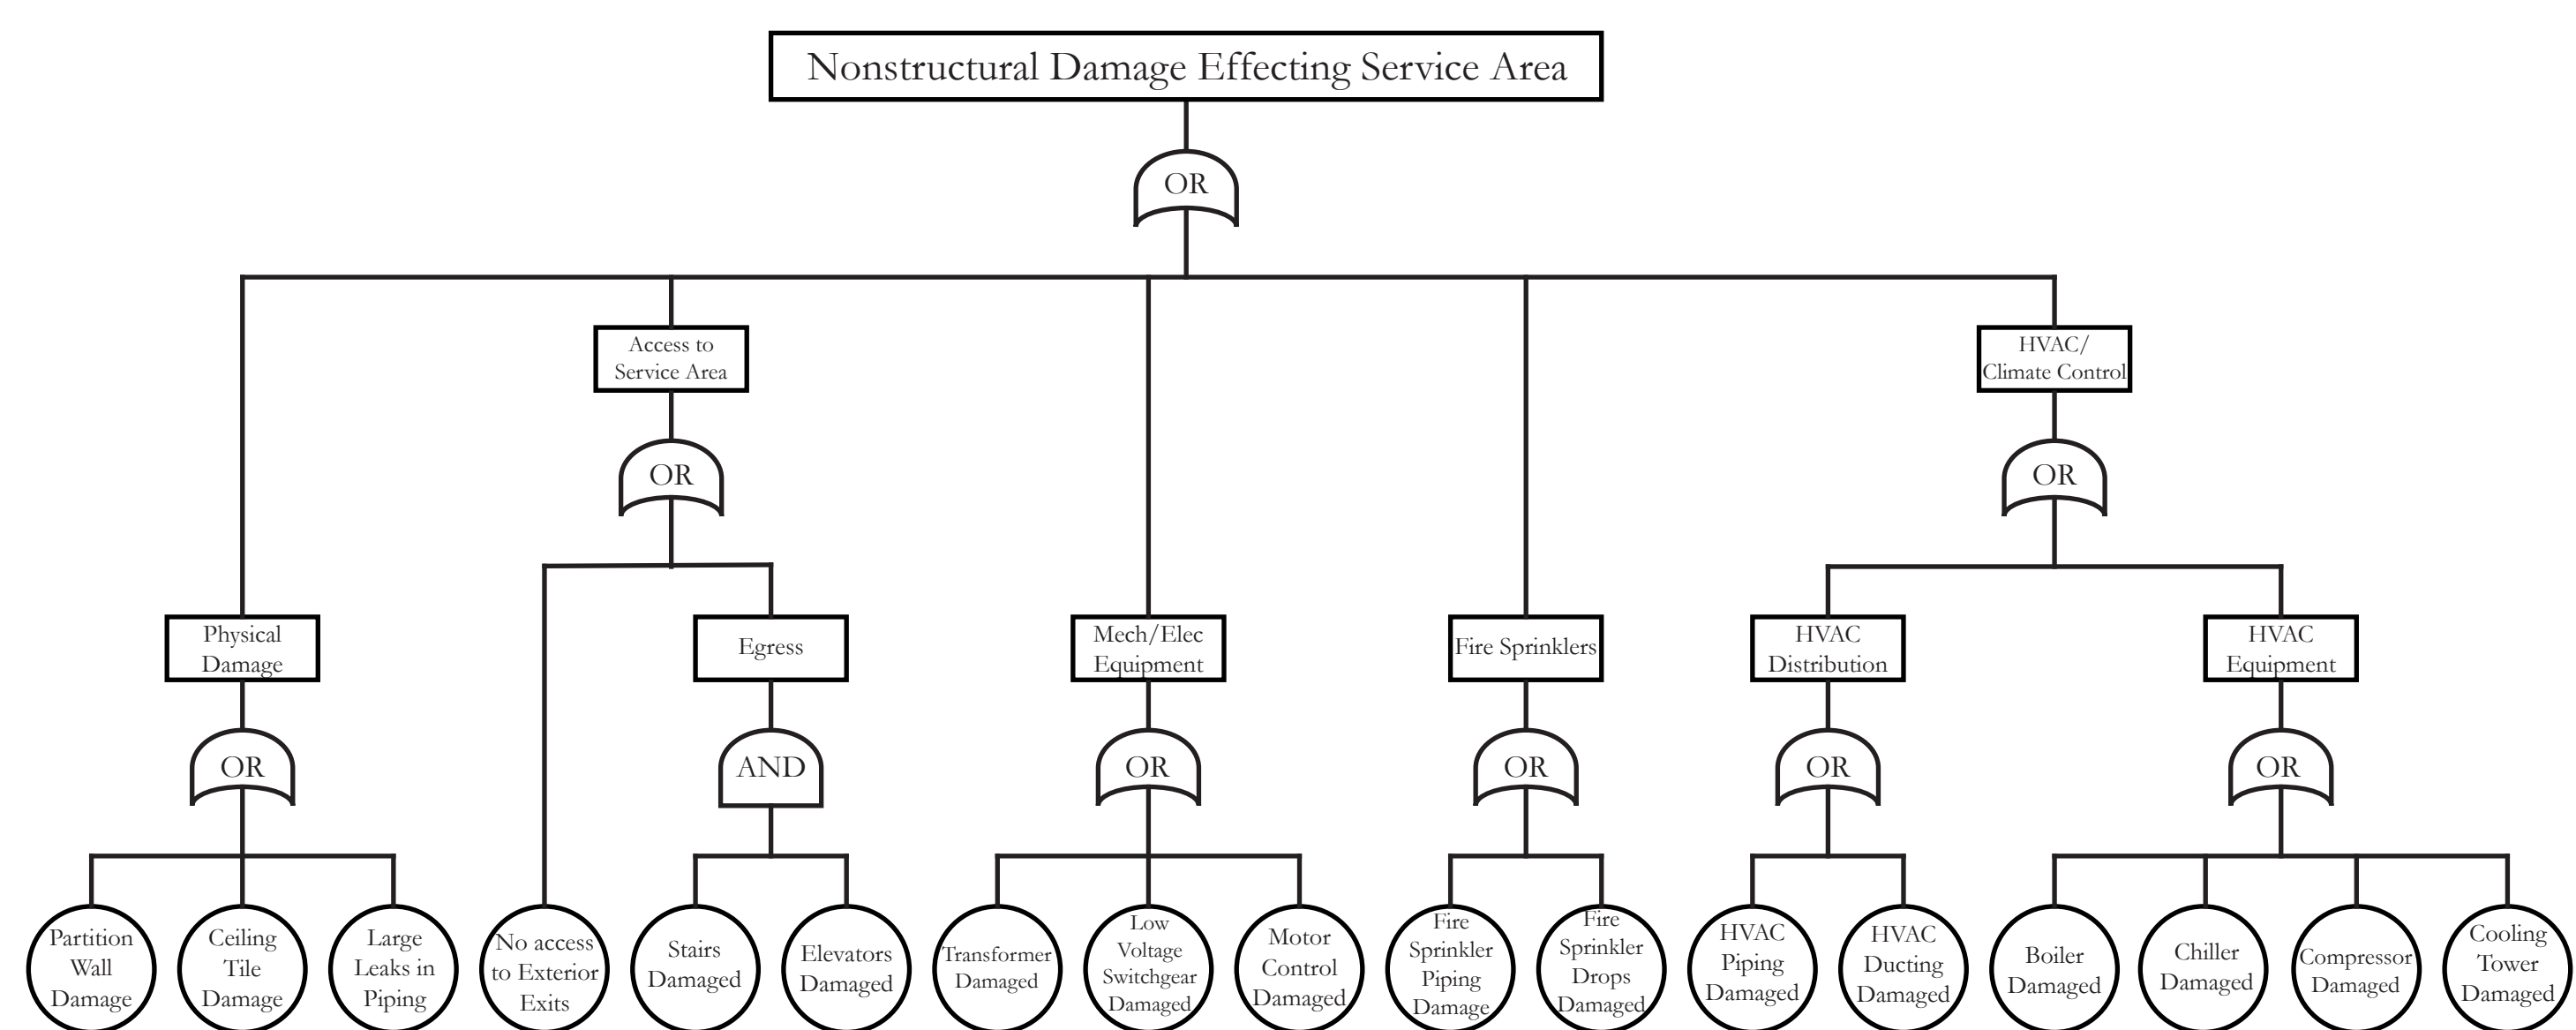 Nonstructural Damage Effecting Service Area
OR
Access to
Service Area
HVAC/
Climate Control
OR
OR
Physical
Damage
Egress
Mech/Elec
Equipment
Fire Sprinklers
HVAC
Distribution
HVAC
Equipment
OR
AND
OR
OR
OR
OR
Partition
Wall
Damage
Ceiling
Tile
Damage
Large
Leaks in
Piping
No access
to Exterior
Exits
Stairs
Damaged
Elevators
Damaged
Transformer
Damaged
Low
Voltage
Switchgear
Damaged
Motor
Control
Damaged
Fire
Sprinkler
Piping
Damage
Fire
Sprinkler
Drops
Damaged
HVAC
Piping
Damaged
HVAC
Ducting
Damaged
Boiler
Damaged
Chiller
Damaged
Compressor
Damaged
Cooling
Tower
Damaged